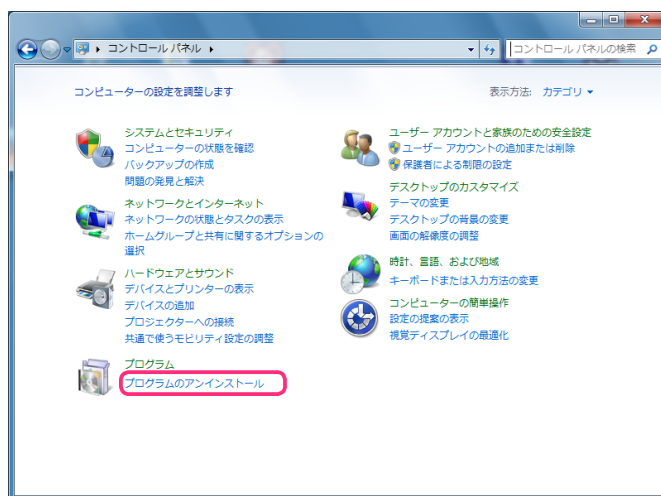 コントロール パネル
コントロール パネルの検索
コンピューターの設定を調整します
表示方法: カテゴリ
システムとセキュリティ
コンピューターの状態を確認
バックアップの作成
問題の発見と解決
ネットワークとインターネット
ネットワークの状態とタスクの表示
ホームグループと共有に関するオプションの
選択
ハードウェアとサウンド
デバイスとプリンターの表示
デバイスの追加
プロジェクターへの接続
共通で使うモビリティ設定の調整
プログラム
プログラムのアンインストール
ユーザー アカウントと家族のための安全設定
ユーザー アカウントの追加または削除
保護者による制限の設定
デスクトップのカスタマイズ
テーマの変更
デスクトップの背景の変更
画面の解像度の調整
時計、言語、および地域
キーボードまたは入力方法の変更
コンピューターの簡単操作
設定の提案の表示
視覚ディスプレイの最適化